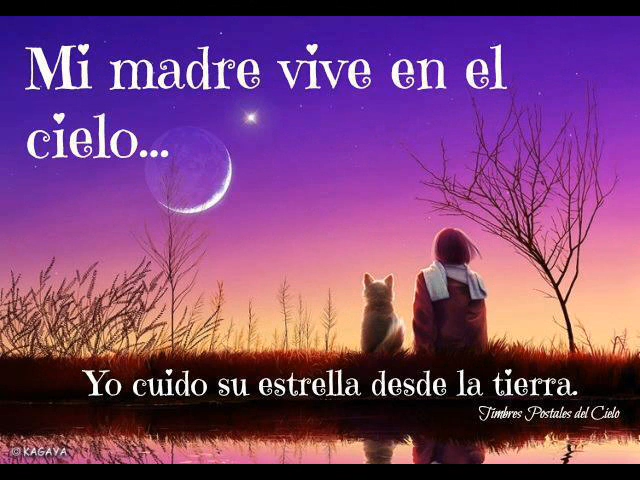 Mi madre vive en el
cielo...
Yo cuido su estrella desde la tierra.
Timbres Postales del Cielo
© KAGAYA